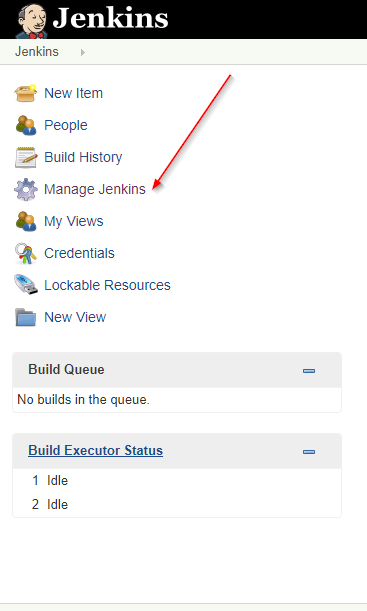 Jenkins
Jenkins
New Item
People
Build History
Manage Jenkins
My Views
Credentials
Lockable Resources
New View
Build Queue
No builds in the queue.
Build Executor Status
1 Idle
2 Idle